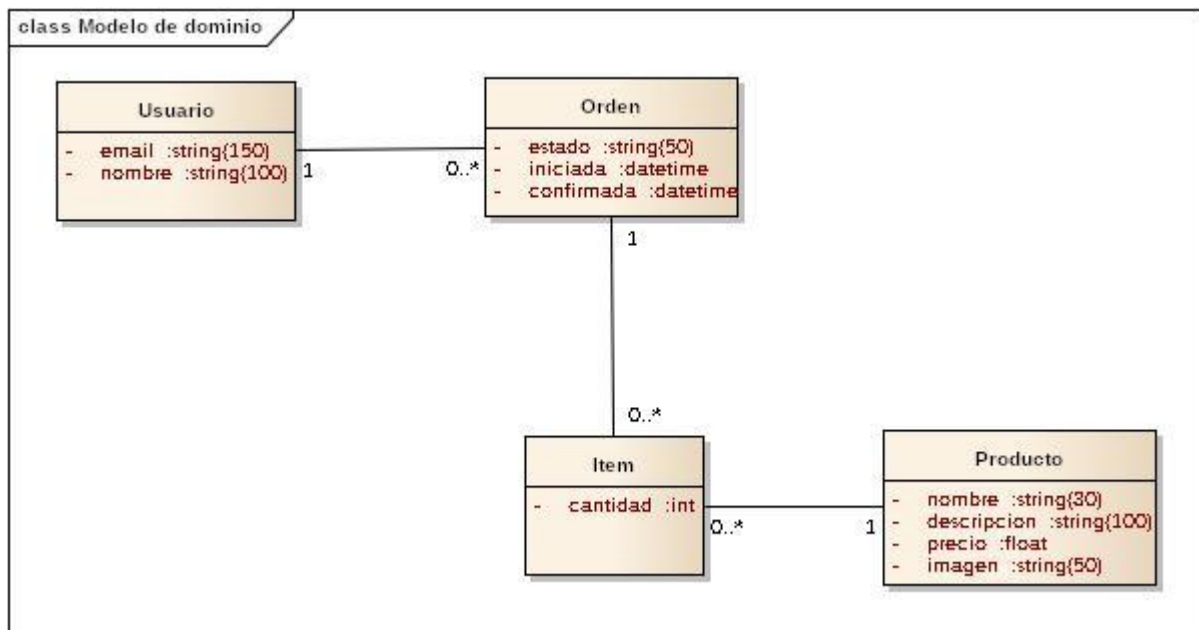 class Modelo de dominio
Usuario
- email :string(150)
- nombre :string(100)
1
0..*
Orden
- estado :string(50)
- iniciada :datetime
- confirmada :datetime
1
0..*
Item
- cantidad :int
0..*
1
Producto
- nombre :string(30)
- descripcion :string(100)
- precio :float
- imagen :string(50)